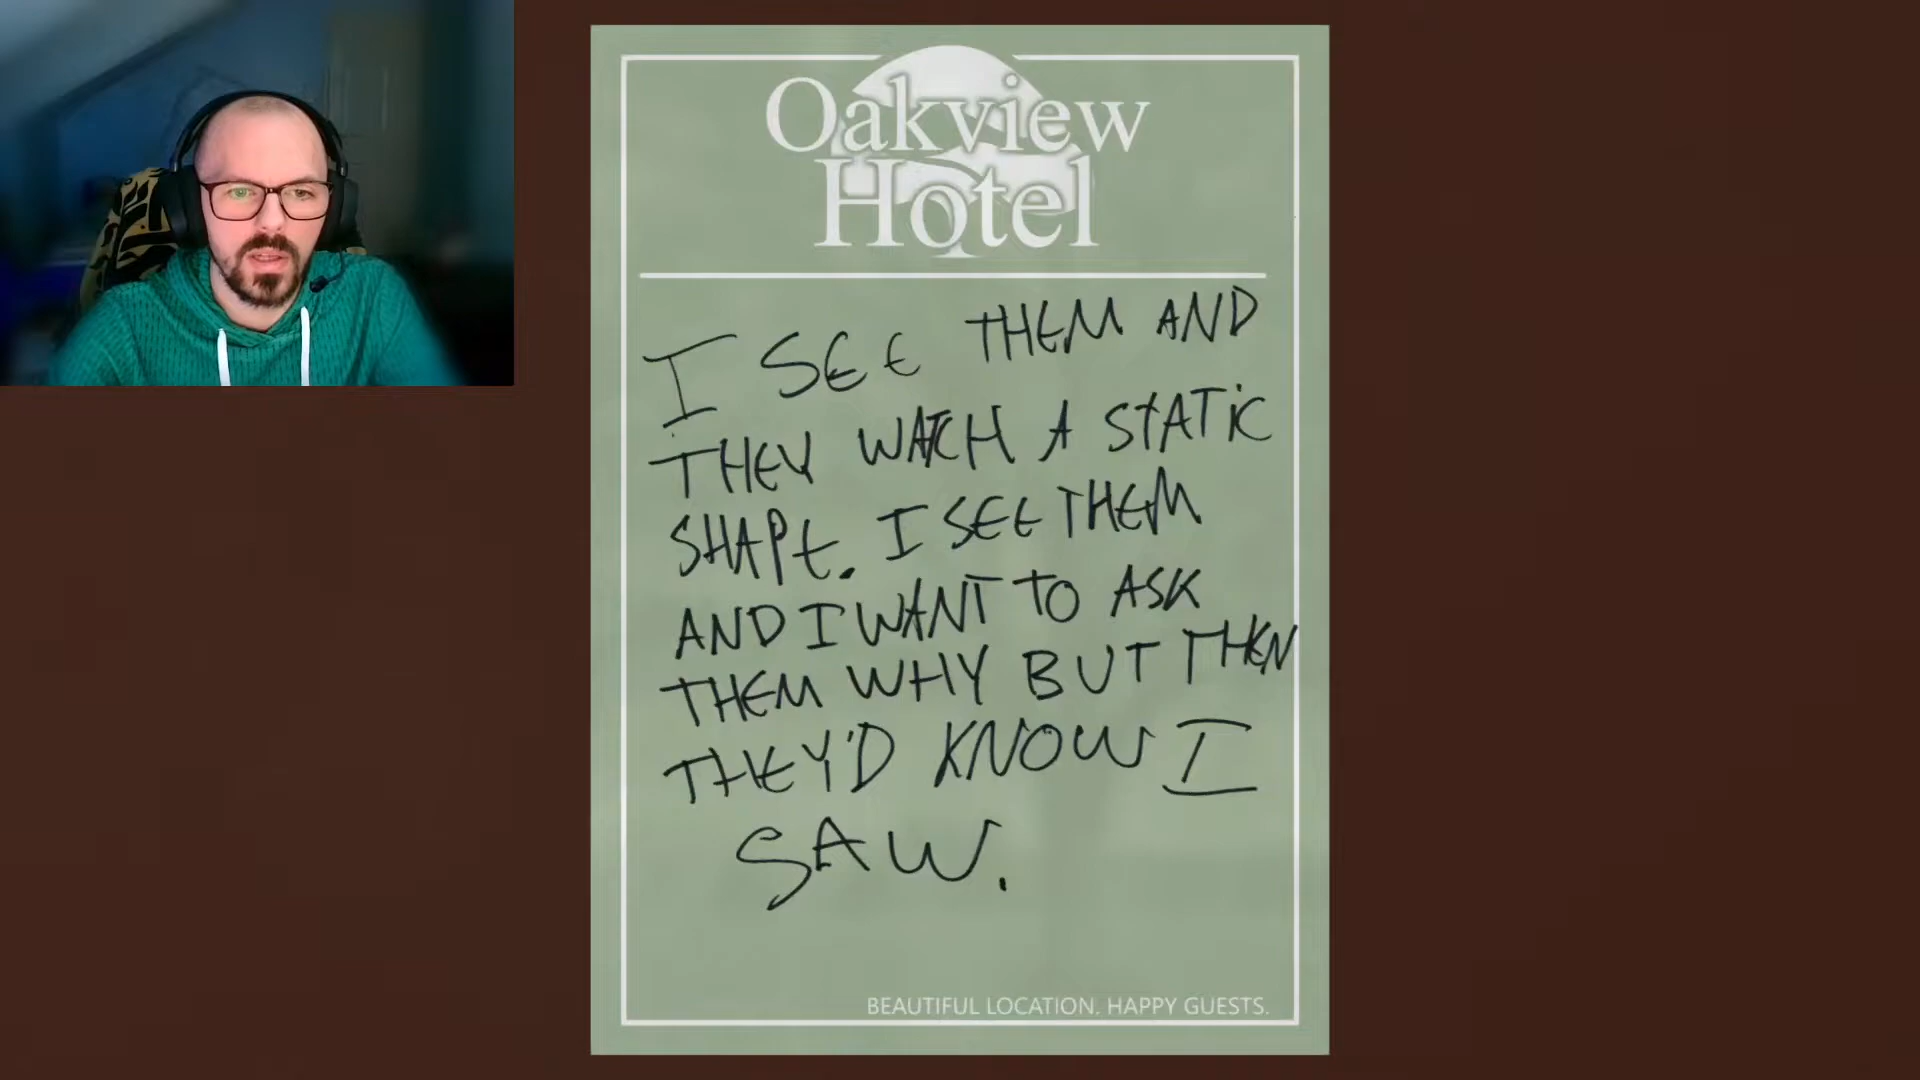 Oakview
Hotel
I SEE THEM AND
THEY WATCH A STATIC
SHAPE. I SEE THEM
AND I WANT TO ASK
THEM WHY BUT THEN
THEY'D KNOW I
SAW.
BEAUTIFUL LOCATION. HAPPY GUESTS.